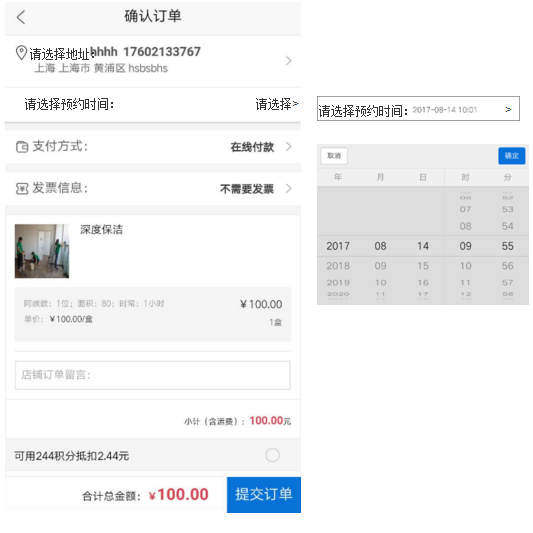 确认订单
请选择地址: hhhh 17602133767
上海 上海市 黄浦区 hsbsbhs
请选择预约时间: 请选择>
支付方式: 在线付款
发票信息: 不需要发票
深度保洁
阿姨数: 1位; 面积: 80; 时常: 1小时 ¥100.00
单价: ¥100.00/盒 1盒
店铺订单留言:
小计 (含运费) : 100.00元
可用244积分抵扣2.44元
合计总金额: ¥100.00 提交订单
请选择预约时间: 2017-08-14 10:01 >
取消 确定
年 月 日 时 分
06 52
07 53
08 54
2017 08 14 09 55
2018 09 15 10 56
2019 10 16 11 57
2020 11 17 12 58